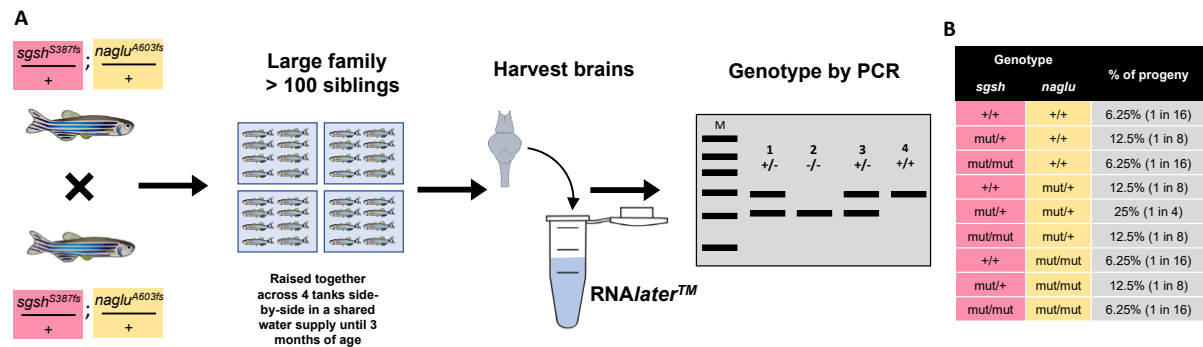 A
sgsh^S387fs ; naglu^A603fs
+ +
Large family
> 100 siblings
Raised together
across 4 tanks side-
by-side in a shared
water supply until 3
months of age
sgsh^S387fs ; naglu^A603fs
+ +
Harvest brains
RNAlater™
Genotype by PCR
M
1 2 3 4
+/- -/- +/- +/+
B
Genotype % of progeny
sgsh naglu
+/+ +/+ 6.25% (1 in 16)
mut/+ +/+ 12.5% (1 in 8)
mut/mut +/+ 6.25% (1 in 16)
+/+ mut/+ 12.5% (1 in 8)
mut/+ mut/+ 25% (1 in 4)
mut/mut mut/+ 12.5% (1 in 8)
+/+ mut/mut 6.25% (1 in 16)
mut/+ mut/mut 12.5% (1 in 8)
mut/mut mut/mut 6.25% (1 in 16)